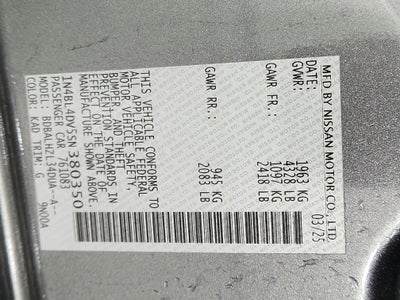 MFD BY NISSAN MOTOR CO., LTD.
DATE: 03/25
GVWR: 1963 KG
4328 LB
GAWR FR.: 1097 KG
2418 LB
GAWR RR.: 945 KG
2083 LB
THIS VEHICLE CONFORMS TO
ALL APPLICABLE FEDERAL
MOTOR VEHICLE SAFETY,
BUMPER, AND THEFT
PREVENTION STANDARDS IN
EFFECT ON THE DATE OF
MANUFACTURE SHOWN ABOVE.
1N4BL4DV5SN380350
PASSENGER CAR 761083
MODEL: BDBALHZL34DUA-A--
COLOR: KAD TRIM: G 9N00A